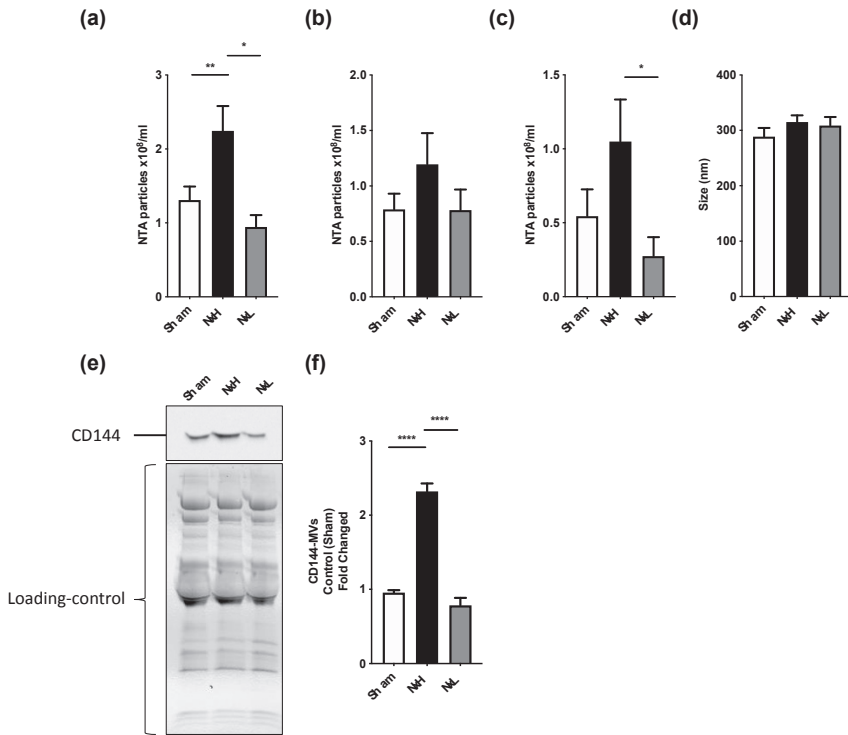 (a)
(b)
(c)
(d)
**
*
NTA particles x10⁸/ml
3
2
1
0
Sham
NxH
NxL
NTA particles x10⁸/ml
2.0
1.5
1.0
0.5
0.0
Sham
NxH
NxL
*
NTA particles x10⁸/ml
1.5
1.0
0.5
0.0
Sham
NxH
NxL
Size (nm)
400
300
200
100
0
Sham
NxH
NxL
(e)
Sham
NxH
NxL
CD144
Loading-control
(f)
****
****
CD144-MVs
Control (Sham)
Fold Changed
3
2
1
0
Sham
NxH
NxL